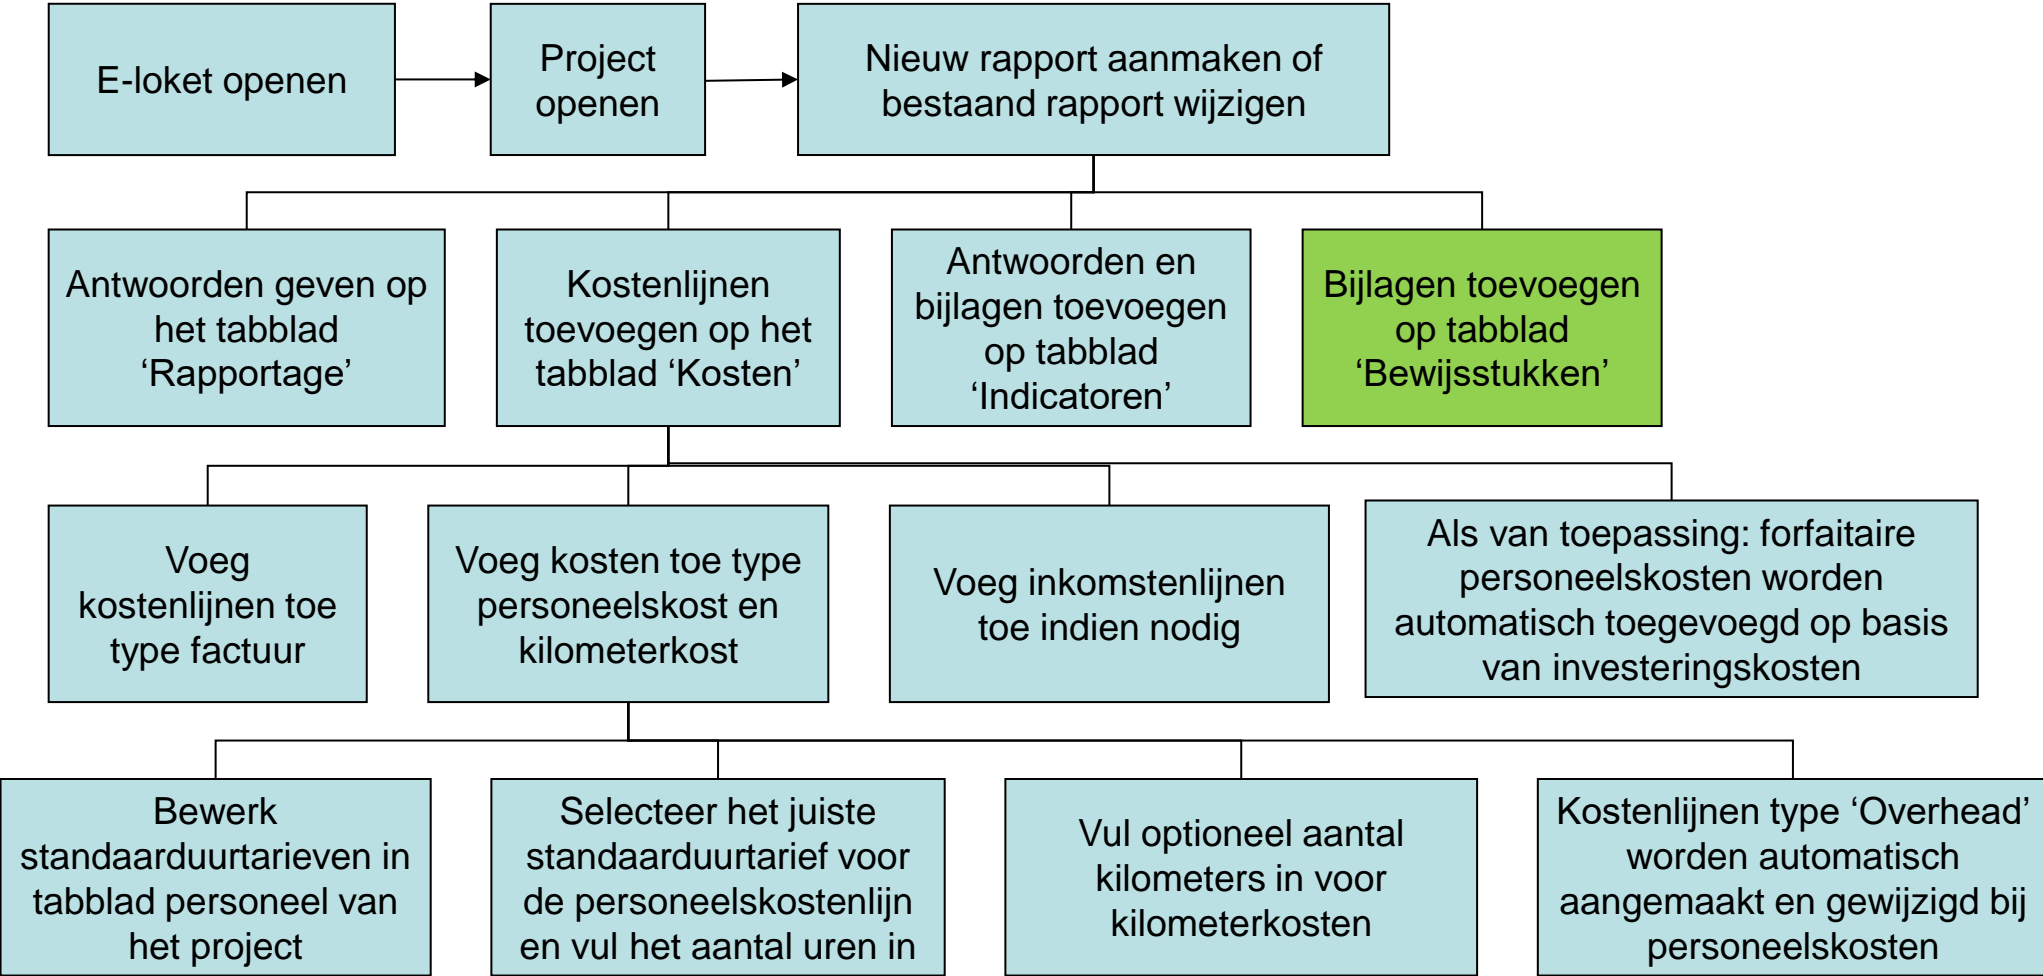 E-loket openen
Project
openen
Nieuw rapport aanmaken of
bestaand rapport wijzigen
Antwoorden geven op
het tabblad
‘Rapportage’
Kostenlijnen
toevoegen op het
tabblad ‘Kosten’
Antwoorden en
bijlagen toevoegen
op tabblad
‘Indicatoren’
Bijlagen toevoegen
op tabblad
‘Bewijsstukken’
Voeg
kostenlijnen toe
type factuur
Voeg kosten toe type
personeelskost en
kilometerkost
Voeg inkomstenlijnen
toe indien nodig
Als van toepassing: forfaitaire
personeelskosten worden
automatisch toegevoegd op basis
van investeringskosten
Bewerk
standaarduurtarieven in
tabblad personeel van
het project
Selecteer het juiste
standaarduurtarief voor
de personeelskostenlijn
en vul het aantal uren in
Vul optioneel aantal
kilometers in voor
kilometerkosten
Kostenlijnen type ‘Overhead’
worden automatisch
aangemaakt en gewijzigd bij
personeelskosten